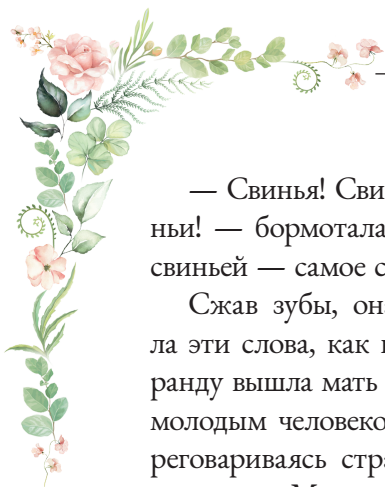 — Свинья! Сви
ньи! — бормотала
свиньей — самое с
Сжав зубы, он
ла эти слова, как
ранду вышла мать
молодым человеко
реговариваясь стр